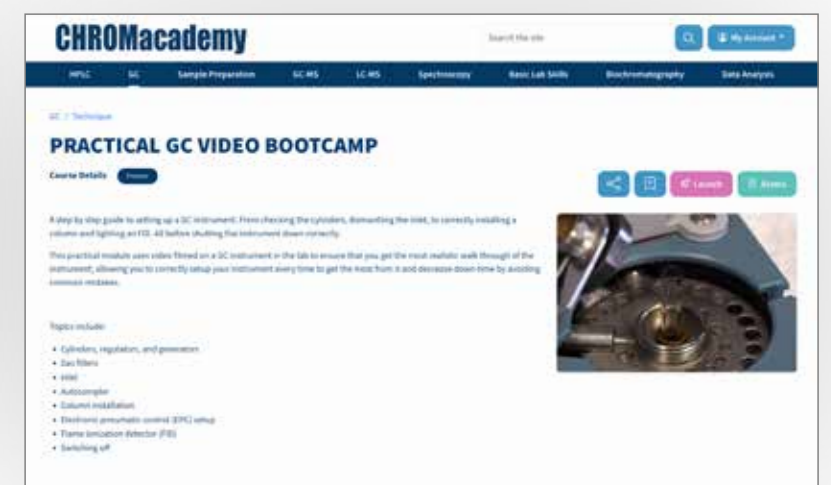 CHROMacademy
Search the site
My Account
HPLC GC Sample Preparation GC-MS LC-MS Spectroscopy Basic Lab Skills Biochromatography Data Analysis
GC / Technique
PRACTICAL GC VIDEO BOOTCAMP
Course Details
Launch Assess
A step by step guide to setting up a GC instrument. From checking the cylinders, dismantling the inlet, to correctly installing a
column and lighting an FID. All before shutting the instrument down correctly.
This practical module uses video filmed on a GC instrument in the lab to ensure that you get the most realistic walk through of the
instrument, allowing you to correctly setup your instrument every time to get the most from it and decrease down-time by avoiding
common mistakes.
Topics include:
• Cylinders, regulators, and generators
• Gas filters
• Inlet
• Autosampler
• Column installation
• Electronic pneumatic control (EPC) setup
• Flame ionization detector (FID)
• Switching off